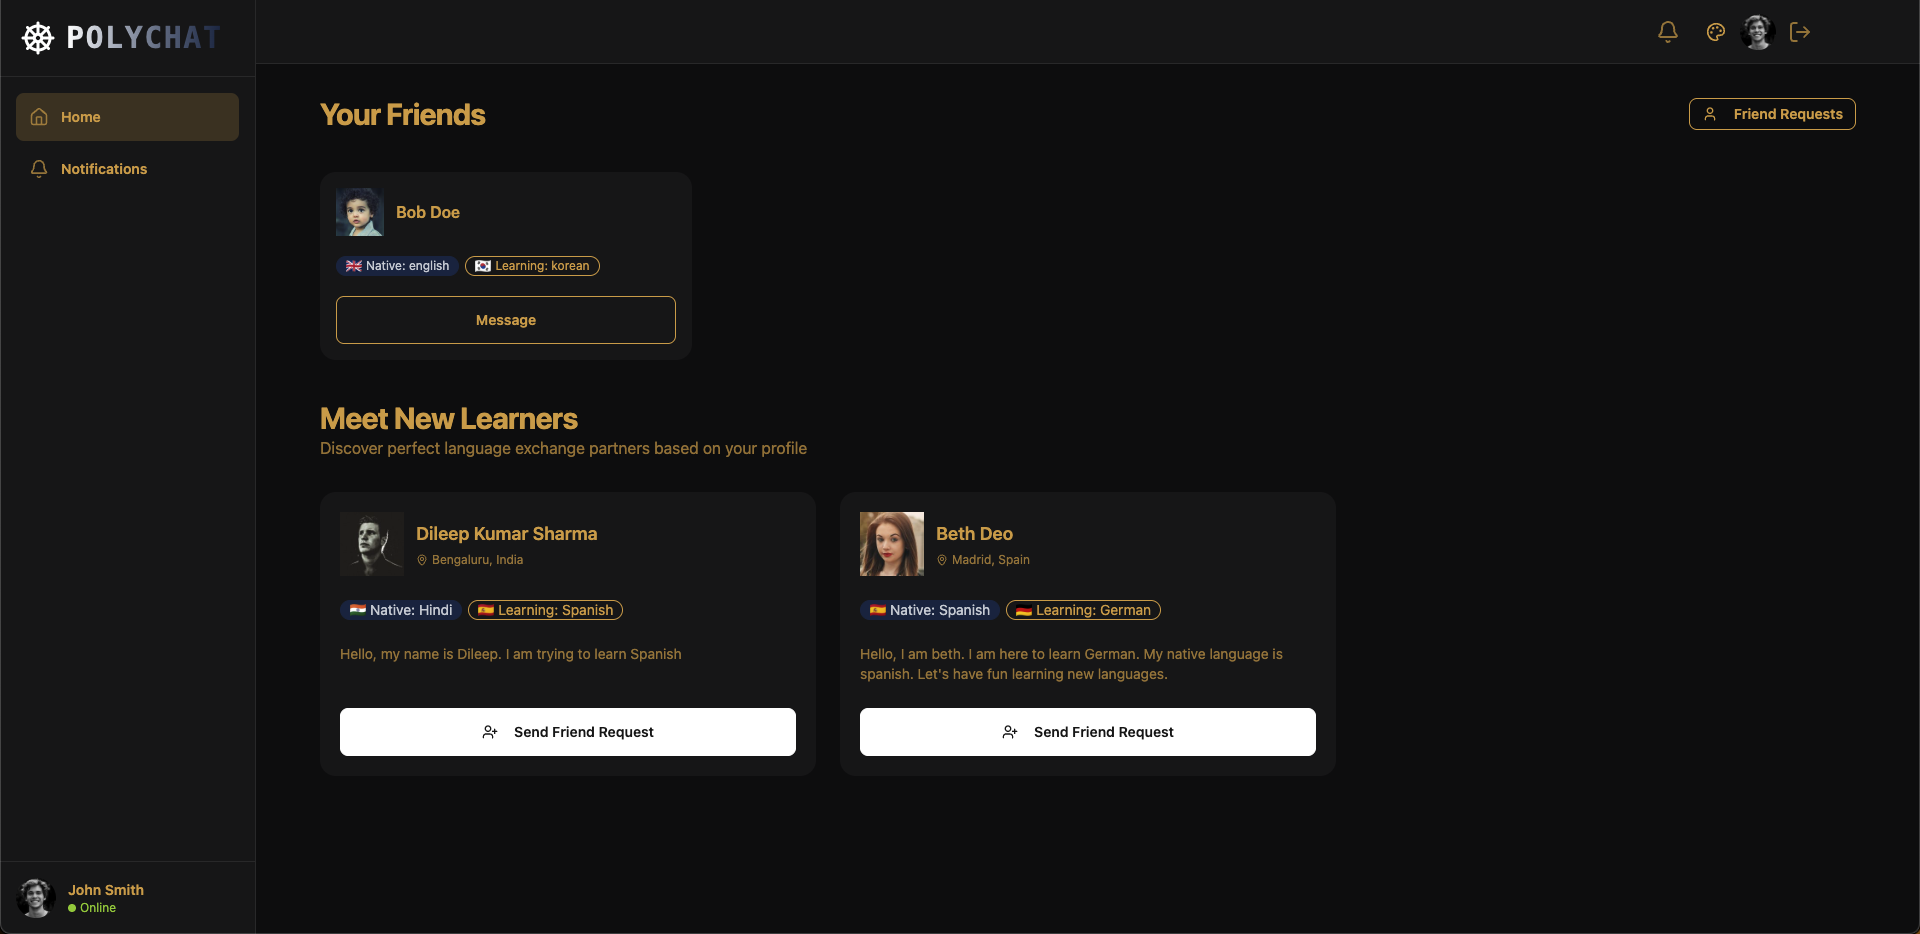 POLYCHAT
Home
Notifications
Your Friends
Friend Requests
Bob Doe
Native: english
Learning: korean
Message
Meet New Learners
Discover perfect language exchange partners based on your profile
Dileep Kumar Sharma
Bengaluru, India
Native: Hindi
Learning: Spanish
Hello, my name is Dileep. I am trying to learn Spanish
Send Friend Request
Beth Deo
Madrid, Spain
Native: Spanish
Learning: German
Hello, I am beth. I am here to learn German. My native language is
spanish. Let's have fun learning new languages.
Send Friend Request
John Smith
Online